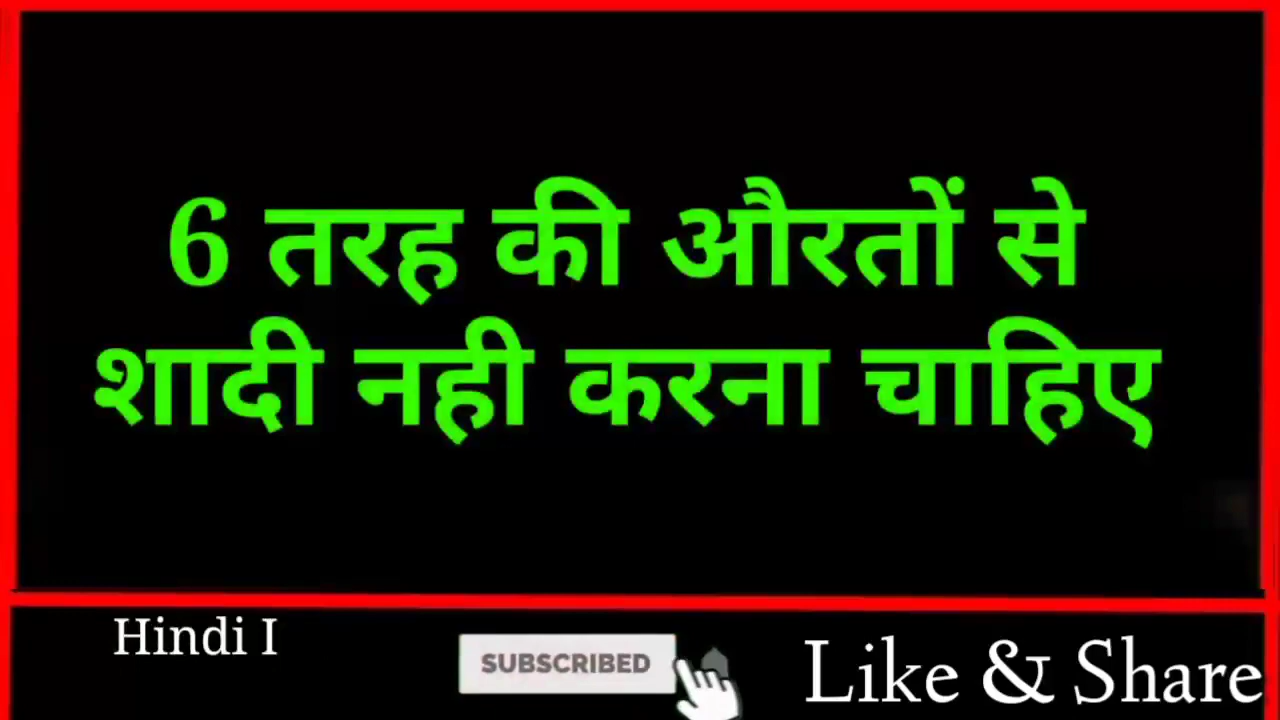 6 तरह की औरतों से
शादी नही करना चाहिए
Hindi I
SUBSCRIBED
Like & Share